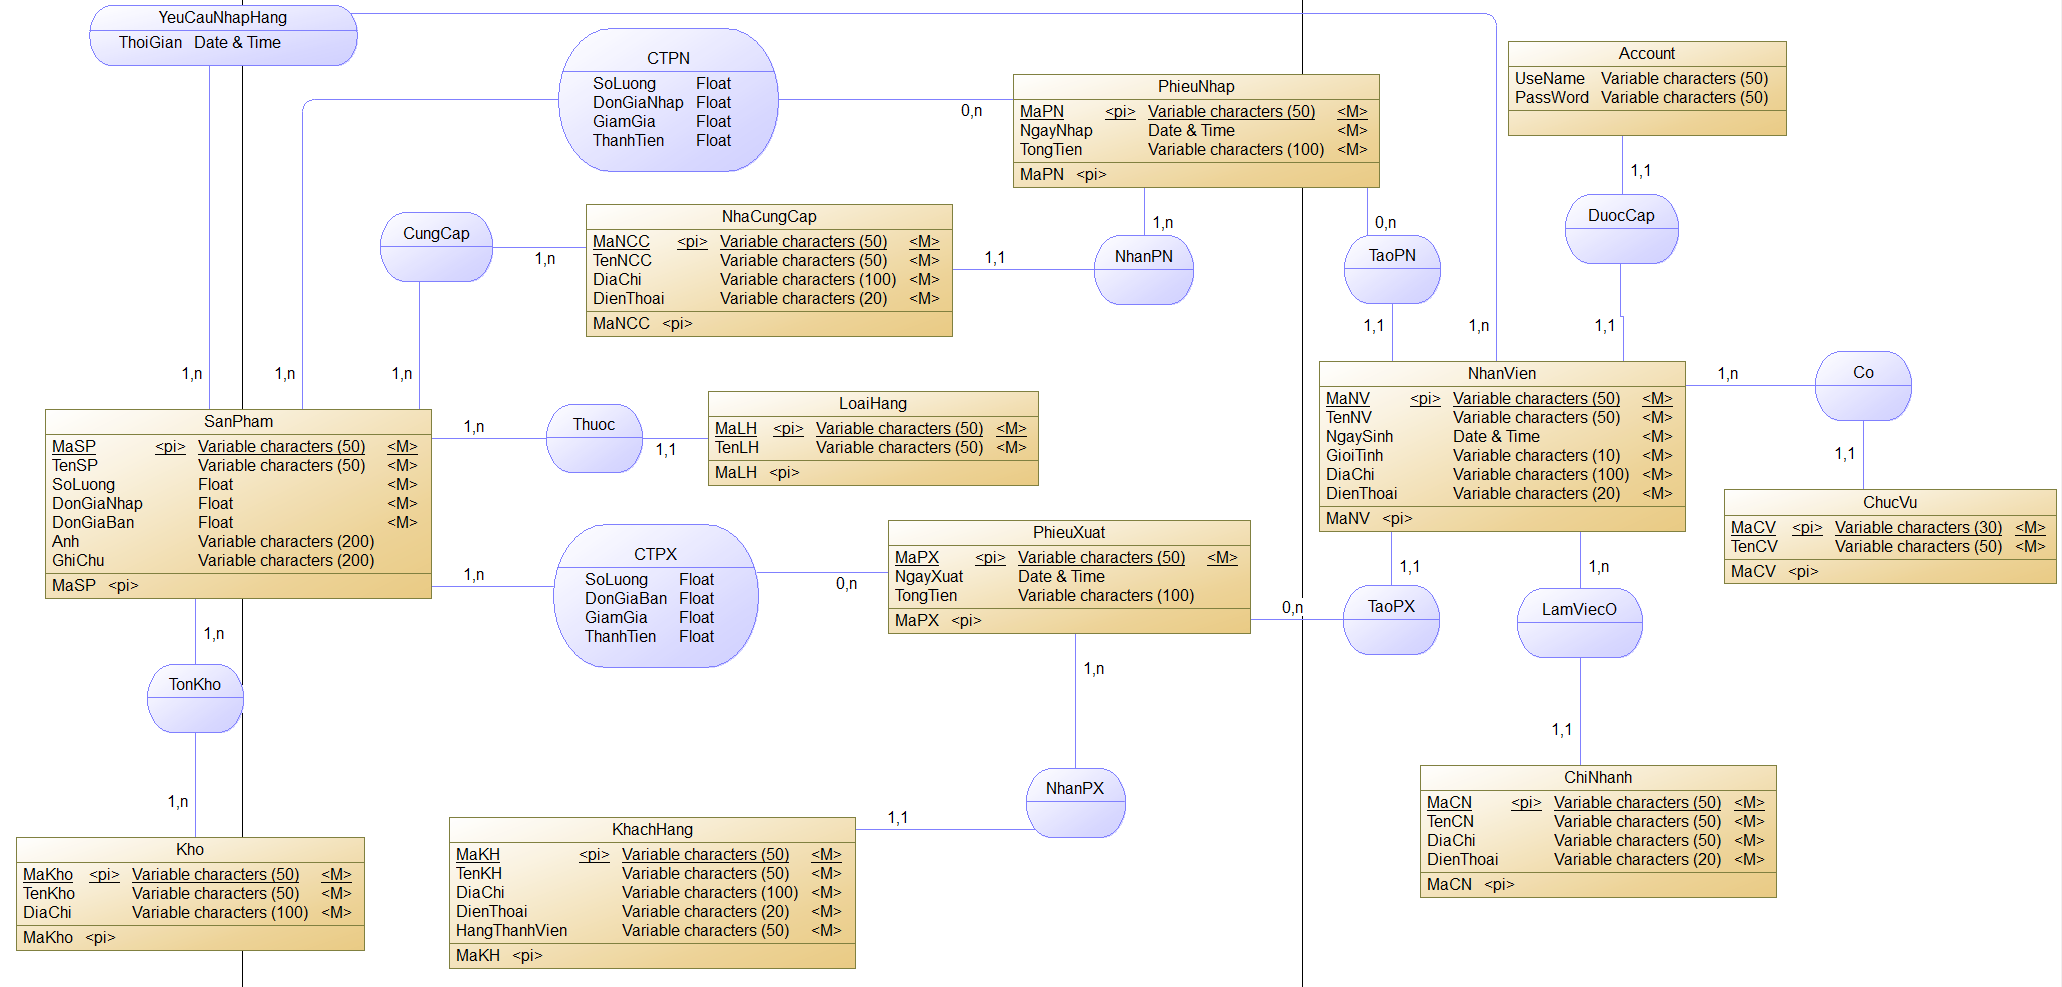 YeuCauNhapHang
ThoiGian Date & Time
CTPN
SoLuong Float
DonGiaNhap Float
GiamGia Float
ThanhTien Float
0,n
PhieuNhap
MaPN <pi> Variable characters (50) <M>
NgayNhap Date & Time <M>
TongTien Variable characters (100) <M>
MaPN <pi>
Account
UseName Variable characters (50)
PassWord Variable characters (50)
1,1
DuocCap
1,1
CungCap
1,n
NhaCungCap
MaNCC <pi> Variable characters (50) <M>
TenNCC Variable characters (50) <M>
DiaChi Variable characters (100) <M>
DienThoai Variable characters (20) <M>
MaNCC <pi>
1,1
1,n
NhanPN
0,n
TaoPN
1,1
1,n
1,n
1,n
1,n
SanPham
MaSP <pi> Variable characters (50) <M>
TenSP Variable characters (50) <M>
SoLuong Float <M>
DonGiaNhap Float <M>
DonGiaBan Float <M>
Anh Variable characters (200)
GhiChu Variable characters (200)
MaSP <pi>
1,n
Thuoc
1,1
LoaiHang
MaLH <pi> Variable characters (50) <M>
TenLH Variable characters (50) <M>
MaLH <pi>
NhanVien
MaNV <pi> Variable characters (50) <M>
TenNV Variable characters (50) <M>
NgaySinh Date & Time <M>
GioiTinh Variable characters (10) <M>
DiaChi Variable characters (100) <M>
DienThoai Variable characters (20) <M>
MaNV <pi>
1,n
Co
1,1
ChucVu
MaCV <pi> Variable characters (30) <M>
TenCV Variable characters (50) <M>
MaCV <pi>
1,n
CTPX
SoLuong Float
DonGiaBan Float
GiamGia Float
ThanhTien Float
0,n
PhieuXuat
MaPX <pi> Variable characters (50) <M>
NgayXuat Date & Time
TongTien Variable characters (100)
MaPX <pi>
0,n
1,1
TaoPX
1,n
LamViecO
1,1
1,n
TonKho
1,n
1,n
NhanPX
1,1
Kho
MaKho <pi> Variable characters (50) <M>
TenKho Variable characters (50) <M>
DiaChi Variable characters (100) <M>
MaKho <pi>
KhachHang
MaKH <pi> Variable characters (50) <M>
TenKH Variable characters (50) <M>
DiaChi Variable characters (100) <M>
DienThoai Variable characters (20) <M>
HangThanhVien Variable characters (50) <M>
MaKH <pi>
ChiNhanh
MaCN <pi> Variable characters (50) <M>
TenCN Variable characters (50) <M>
DiaChi Variable characters (50) <M>
DienThoai Variable characters (20) <M>
MaCN <pi>